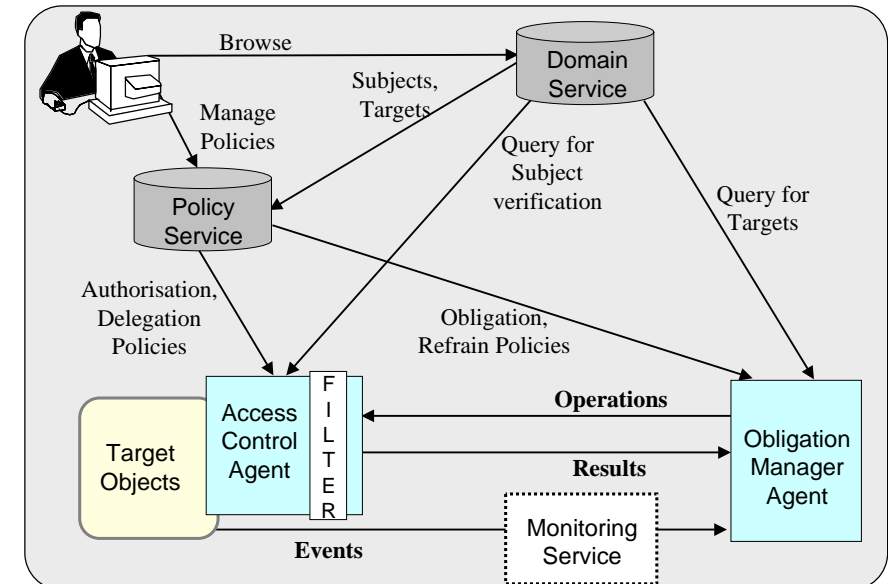 Browse
Domain
Service
Subjects,
Targets
Manage
Policies
Query for
Subject
verification
Query for
Targets
Policy
Service
Authorisation,
Delegation
Policies
Obligation,
Refrain Policies
F
I
L
T
E
R
Access
Control
Agent
Operations
Target
Objects
Obligation
Manager
Agent
Results
Events
Monitoring
Service